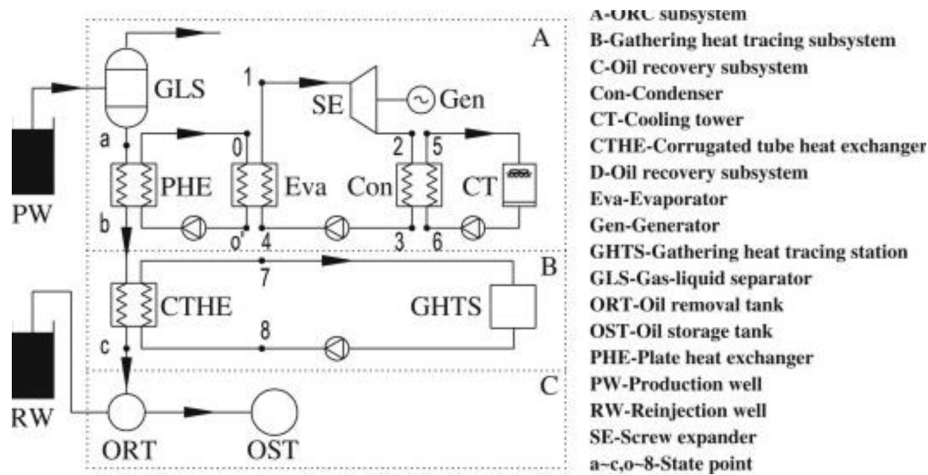 A
GLS
1
SE
Gen
a
0
2
5
PHE
Eva
Con
CT
PW
b
o'
4
3
6
7
B
CTHE
GHTS
8
c
C
RW
ORT
OST
A-ORC subsystem
B-Gathering heat tracing subsystem
C-Oil recovery subsystem
Con-Condenser
CT-Cooling tower
CTHE-Corrugated tube heat exchanger
D-Oil recovery subsystem
Eva-Evaporator
Gen-Generator
GHTS-Gathering heat tracing station
GLS-Gas-liquid separator
ORT-Oil removal tank
OST-Oil storage tank
PHE-Plate heat exchanger
PW-Production well
RW-Reinjection well
SE-Screw expander
a~c,o~8-State point